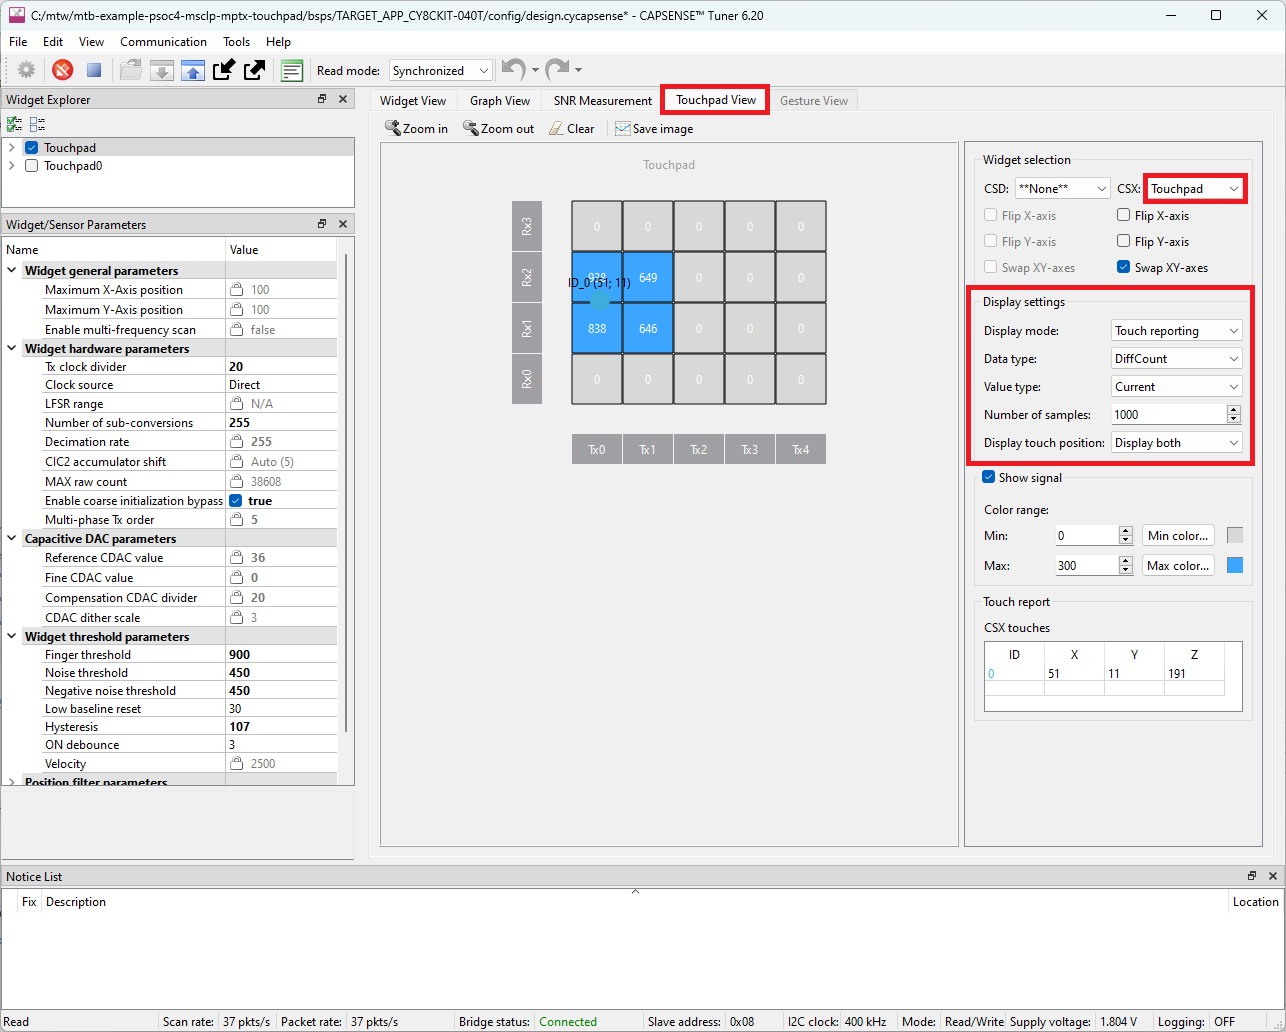 C:/mtw/mtb-example-psoc4-msclp-mptx-touchpad/bsps/TARGET_APP_CY8CKIT-040T/config/design.cycapsense* - CAPSENSE™ Tuner 6.20
File Edit View Communication Tools Help
Read mode: Synchronized
Widget Explorer
Touchpad
Touchpad0
Widget/Sensor Parameters
Name Value
Widget general parameters
Maximum X-Axis position 100
Maximum Y-Axis position 100
Enable multi-frequency scan false
Widget hardware parameters
Tx clock divider 20
Clock source Direct
LFSR range N/A
Number of sub-conversions 255
Decimation rate 255
CIC2 accumulator shift Auto (5)
MAX raw count 38608
Enable coarse initialization bypass true
Multi-phase Tx order 5
Capacitive DAC parameters
Reference CDAC value 36
Fine CDAC value 0
Compensation CDAC divider 20
CDAC dither scale 3
Widget threshold parameters
Finger threshold 900
Noise threshold 450
Negative noise threshold 450
Low baseline reset 30
Hysteresis 107
ON debounce 3
Velocity 2500
Position filter parameters
Widget View Graph View SNR Measurement Touchpad View Gesture View
Zoom in Zoom out Clear Save image
Touchpad
Rx3 0 0 0 0 0
Rx2 649 0 0 0
ID_0 (51; 11)
Rx1 838 646 0 0 0
Rx0 0 0 0 0 0
Tx0 Tx1 Tx2 Tx3 Tx4
Widget selection
CSD: **None** CSX: Touchpad
Flip X-axis Flip X-axis
Flip Y-axis Flip Y-axis
Swap XY-axes Swap XY-axes
Display settings
Display mode: Touch reporting
Data type: DiffCount
Value type: Current
Number of samples: 1000
Display touch position: Display both
Show signal
Color range:
Min: 0 Min color...
Max: 300 Max color...
Touch report
CSX touches
ID X Y Z
0 51 11 191
Notice List
Fix Description Location
Read Scan rate: 37 pkts/s Packet rate: 37 pkts/s Bridge status: Connected Slave address: 0x08 I2C clock: 400 kHz Mode: Read/Write Supply voltage: 1.804 V Logging: OFF